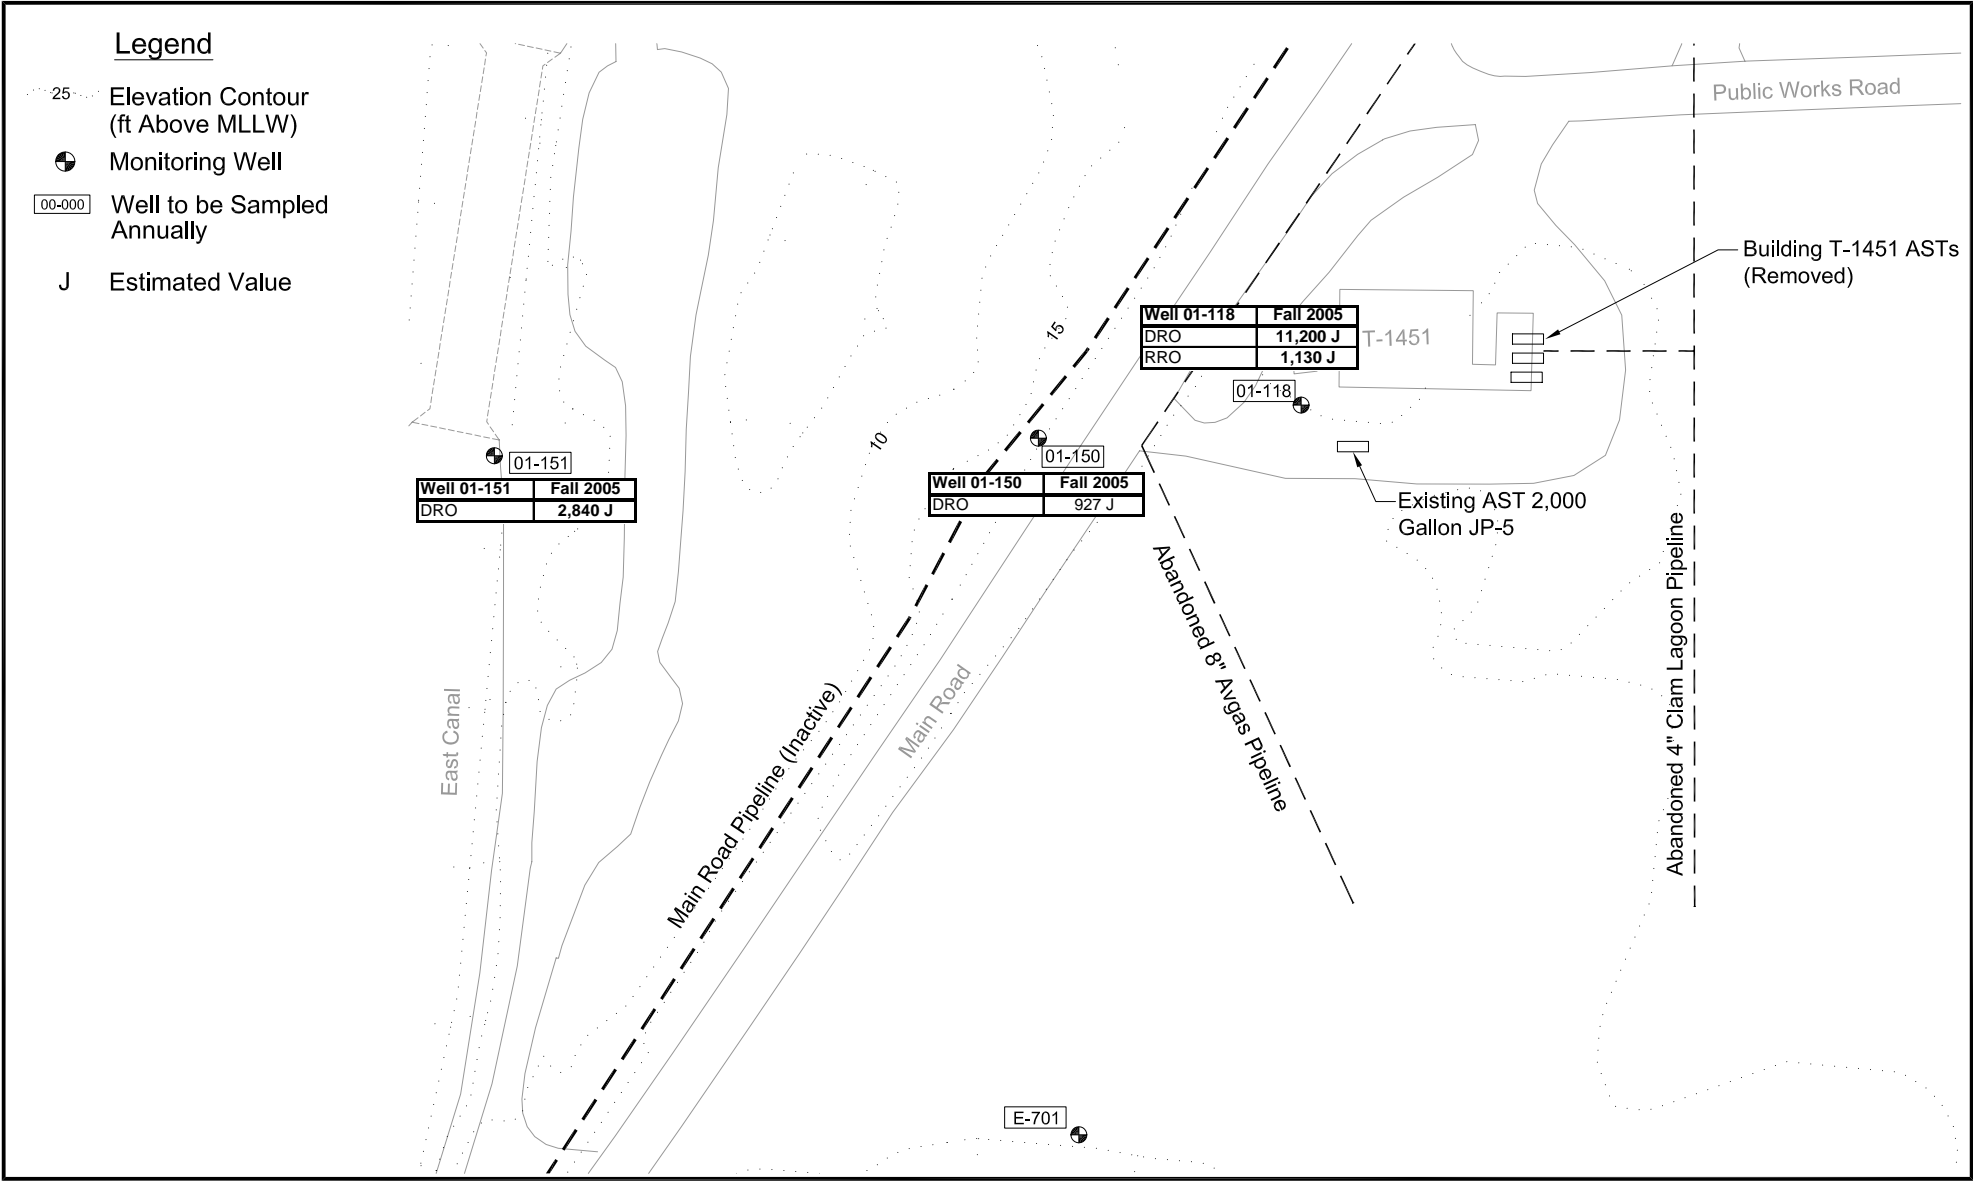 Legend
25
Elevation Contour
(ft Above MLLW)
Monitoring Well
00-000
Well to be Sampled
Annually
J
Estimated Value
Public Works Road
Building T-1451 ASTs
(Removed)
15
Well 01-118 Fall 2005
DRO 11,200 J
RRO 1,130 J
T-1451
01-118
10
01-150
Well 01-150 Fall 2005
DRO 927 J
01-151
Well 01-151 Fall 2005
DRO 2,840 J
Existing AST 2,000
Gallon JP-5
Abandoned 8" Avgas Pipeline
Abandoned 4" Clam Lagoon Pipeline
East Canal
Main Road
Main Road Pipeline (Inactive)
E-701